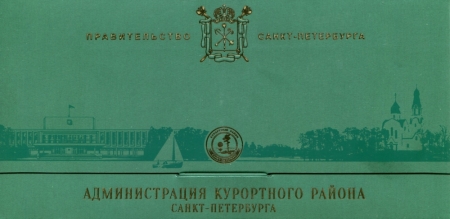 ПРАВИТЕЛЬСТВО САНКТ-ПЕТЕРБУРГА
АДМИНИСТРАЦИЯ КУРОРТНОГО РАЙОНА
САНКТ-ПЕТЕРБУРГА